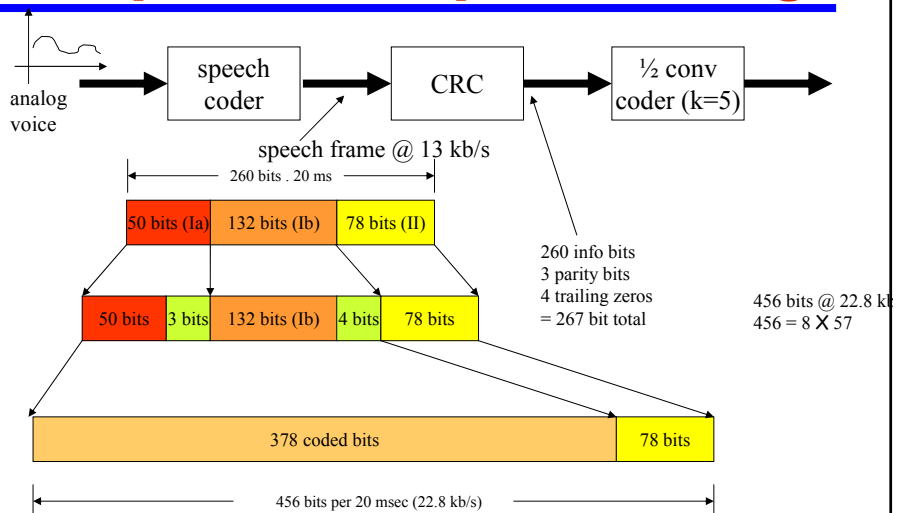 speech
coder
CRC
½ conv
coder (k=5)
analog
voice
speech frame @ 13 kb/s
260 bits . 20 ms
50 bits (Ia) 132 bits (Ib) 78 bits (II)
260 info bits
3 parity bits
4 trailing zeros
= 267 bit total
50 bits 3 bits 132 bits (Ib) 4 bits 78 bits
456 bits @ 22.8 kb
456 = 8 X 57
378 coded bits 78 bits
456 bits per 20 msec (22.8 kb/s)